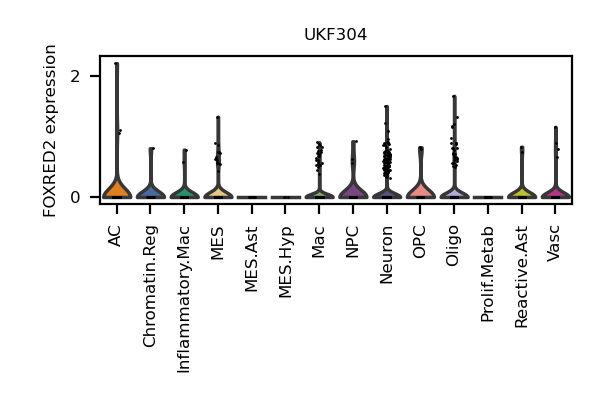 UKF304
FOXRED2 expression
2
0
AC
Chromatin.Reg
Inflammatory.Mac
MES
MES.Ast
MES.Hyp
Mac
NPC
Neuron
OPC
Oligo
Prolif.Metab
Reactive.Ast
Vasc